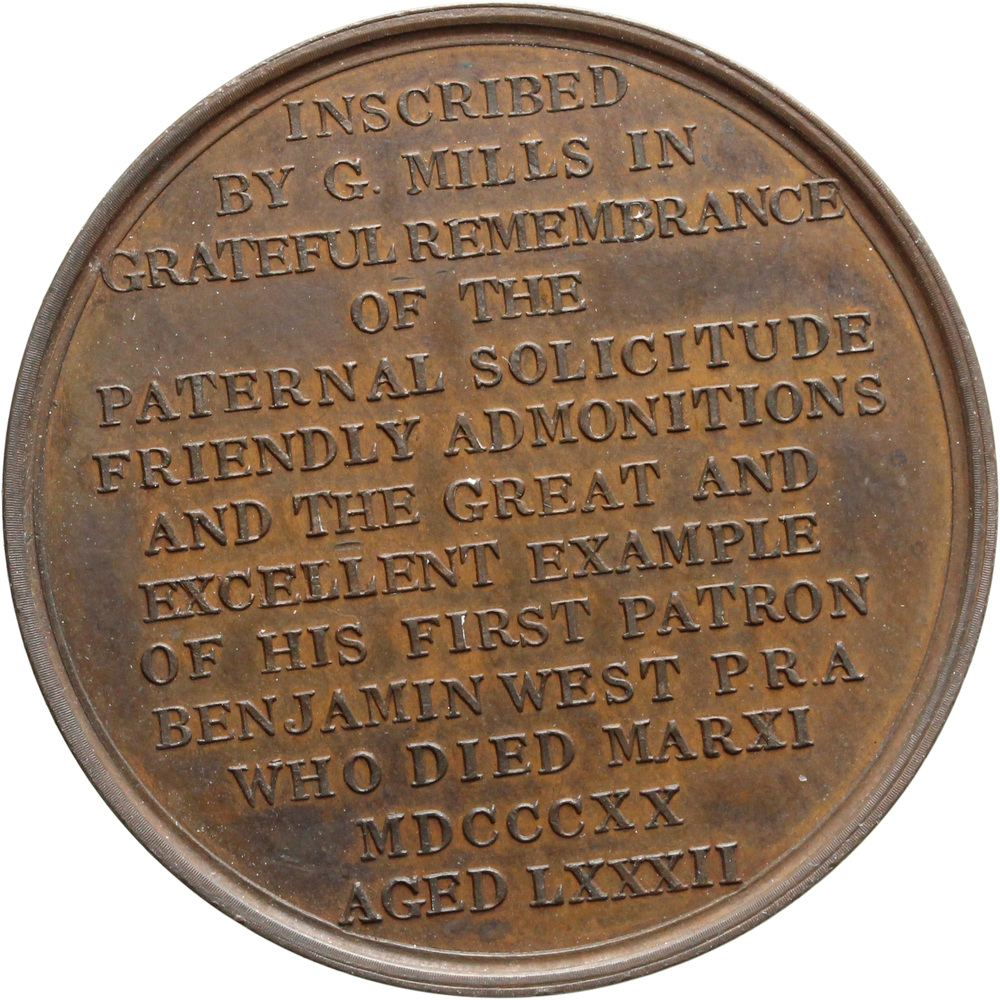 INSCRIBED
BY G. MILLS IN
GRATEFUL REMEMBRANCE
OF THE
PATERNAL SOLICITUDE
FRIENDLY ADMONITIONS
AND THE GREAT AND
EXCELLENT EXAMPLE
OF HIS FIRST PATRON
BENJAMIN WEST P.R.A
WHO DIED MAR XI
MDCCCXX
AGED LXXXII